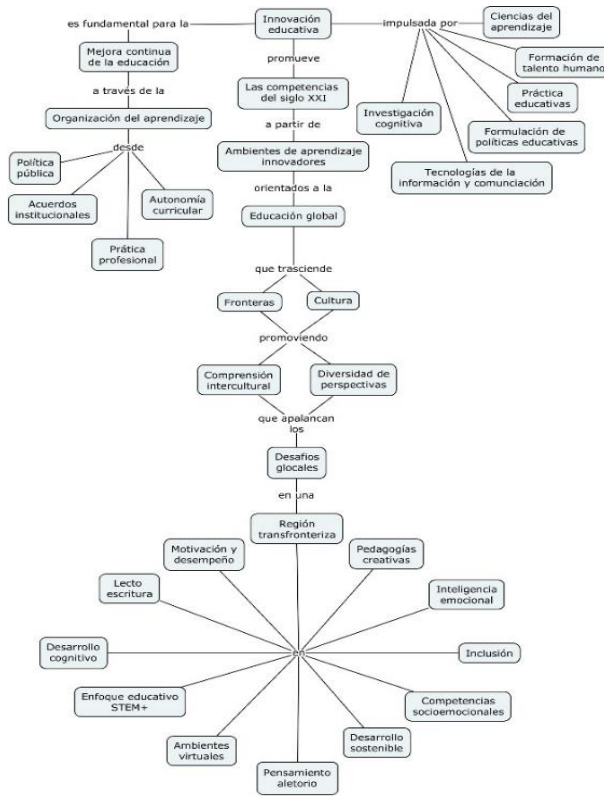 Innovación
educativa
es fundamental para la
Mejora continua
de la educación
a través de la
Organización del aprendizaje
desde
Política
pública
Acuerdos
institucionales
Prática
profesional
Autonomía
curricular
promueve
Las competencias
del siglo XXI
a partir de
Ambientes de aprendizaje
innovadores
orientados a la
Educación global
que trasciende
Fronteras
Cultura
promoviendo
Comprensión
intercultural
Diversidad de
perspectivas
que apalancan
los
Desafios
glocales
en una
Región
transfronteriza
en
Motivación y
desempeño
Pedagogías
creativas
Lecto
escritura
Inteligencia
emocional
Desarrollo
cognitivo
Inclusión
Enfoque educativo
STEM+
Competencias
socioemocionales
Ambientes
virtuales
Desarrollo
sostenible
Pensamiento
aletorio
impulsada por
Ciencias del
aprendizaje
Formación de
talento humano
Práctica
educativas
Formulación de
políticas educativas
Tecnologías de la
información y comunciación
Investigación
cognitiva